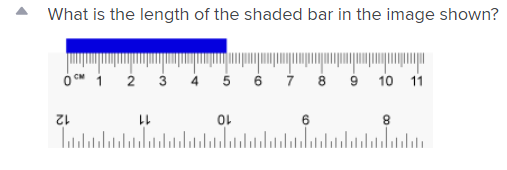 What is the length of the shaded bar in the image shown?
0 CM 1 2 3 4 5 6 7 8 9 10 11
12 11 10 9 8